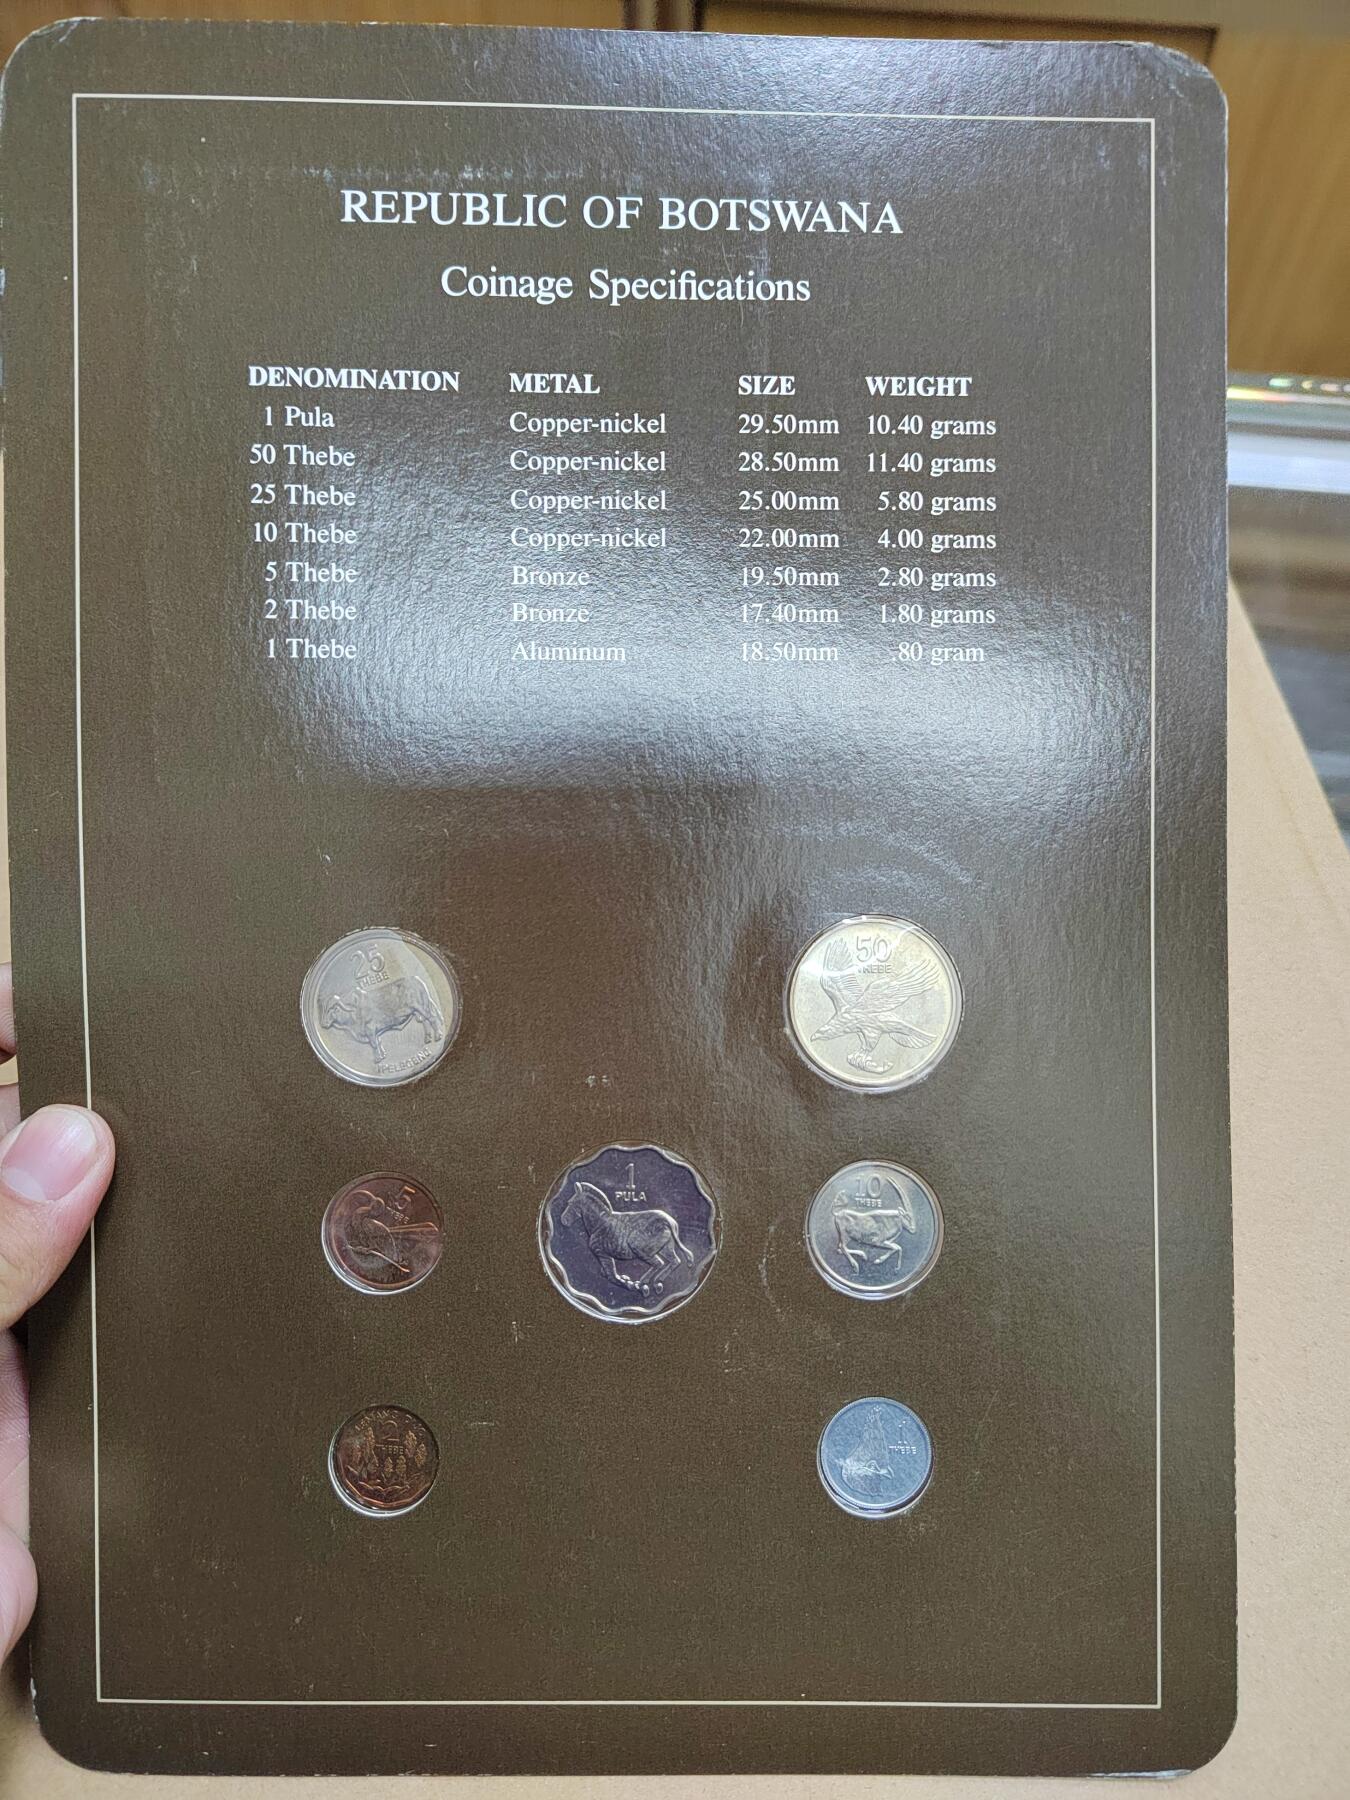 REPUBLIC OF BOTSWANA
Coinage Specifications
DENOMINATION METAL SIZE WEIGHT
1 Pula Copper-nickel 29.50mm 10.40 grams
50 Thebe Copper-nickel 28.50mm 11.40 grams
25 Thebe Copper-nickel 25.00mm 5.80 grams
10 Thebe Copper-nickel 22.00mm 4.00 grams
5 Thebe Bronze 19.50mm 2.80 grams
2 Thebe Bronze 17.40mm 1.80 grams
1 Thebe Aluminum 18.50mm .80 gram
25
THEBE
IPELEGENG
50
THEBE
5
THEBE
1
PULA
10
THEBE
2
THEBE
1
THEBE